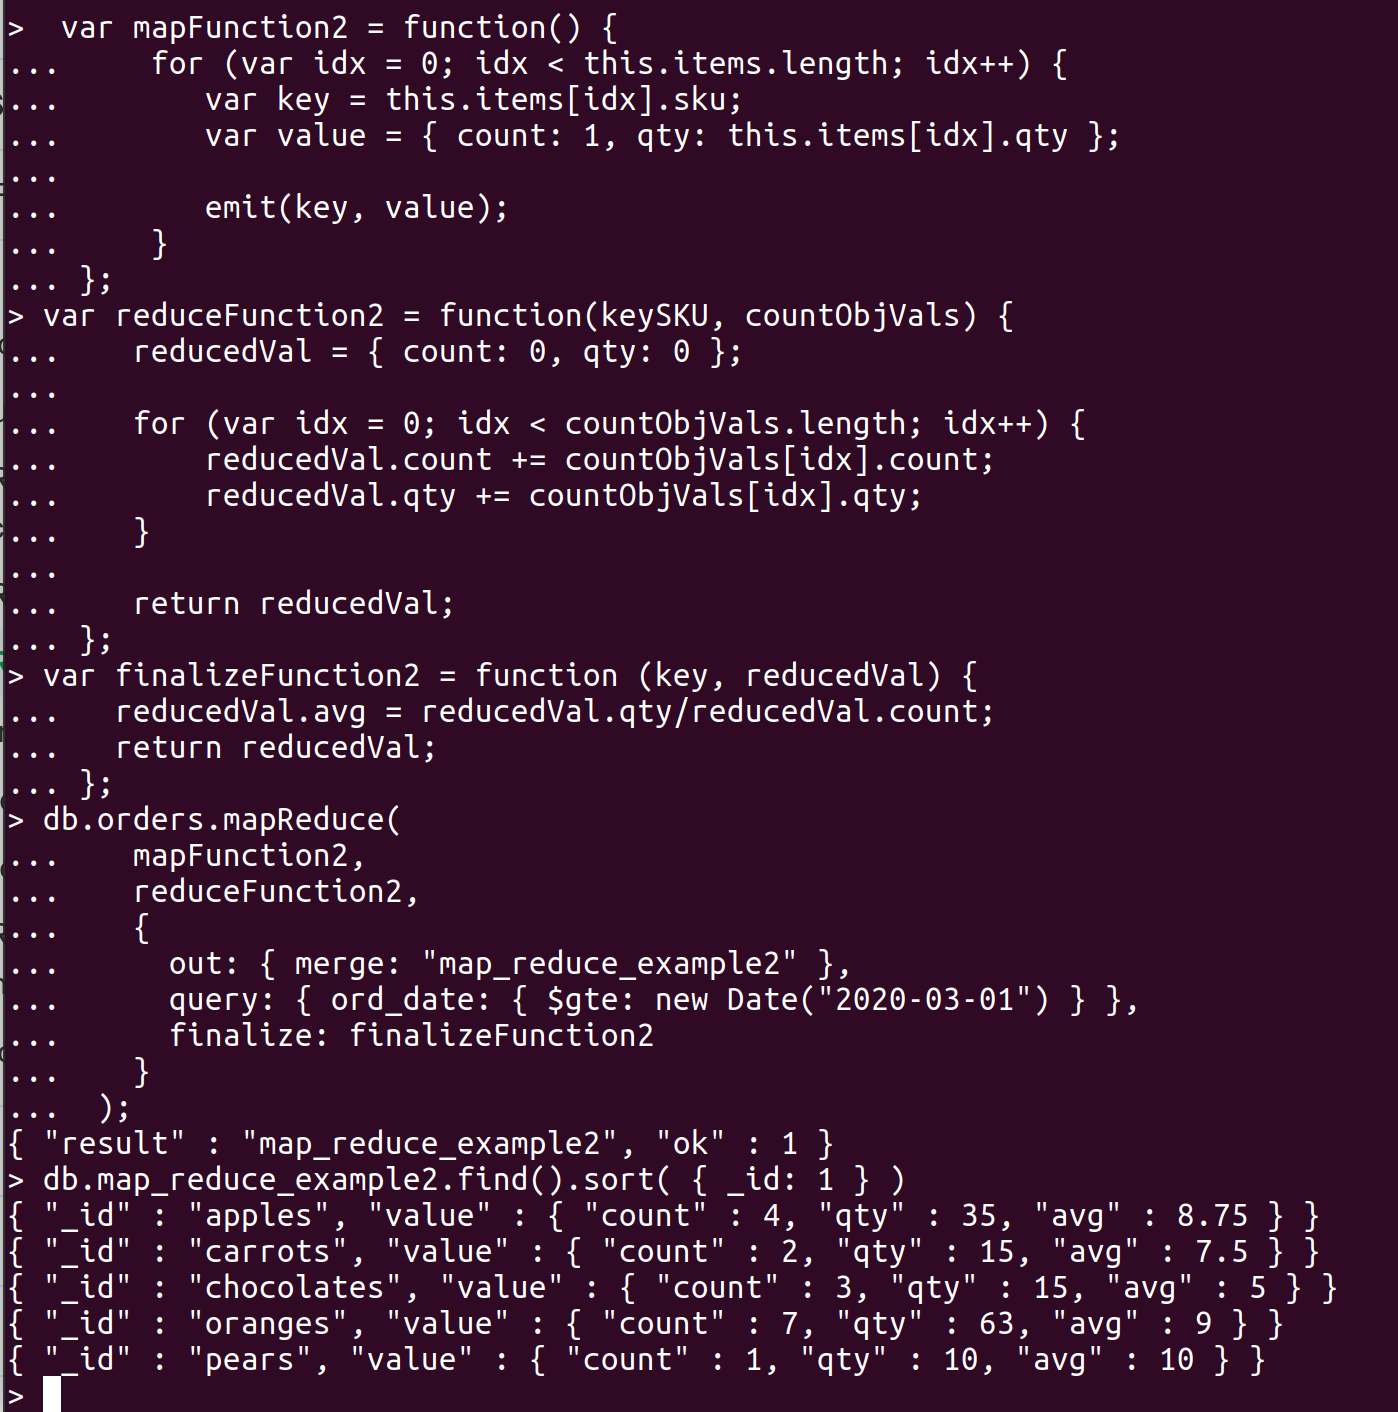 >  var mapFunction2 = function() {
...     for (var idx = 0; idx < this.items.length; idx++) {
...        var key = this.items[idx].sku;
...        var value = { count: 1, qty: this.items[idx].qty };
...
...        emit(key, value);
...     }
... };
> var reduceFunction2 = function(keySKU, countObjVals) {
...    reducedVal = { count: 0, qty: 0 };
...
...    for (var idx = 0; idx < countObjVals.length; idx++) {
...        reducedVal.count += countObjVals[idx].count;
...        reducedVal.qty += countObjVals[idx].qty;
...    }
...
...    return reducedVal;
... };
> var finalizeFunction2 = function (key, reducedVal) {
...   reducedVal.avg = reducedVal.qty/reducedVal.count;
...   return reducedVal;
... };
> db.orders.mapReduce(
...    mapFunction2,
...    reduceFunction2,
...    {
...      out: { merge: "map_reduce_example2" },
...      query: { ord_date: { $gte: new Date("2020-03-01") } },
...      finalize: finalizeFunction2
...    }
...  );
{ "result" : "map_reduce_example2", "ok" : 1 }
> db.map_reduce_example2.find().sort( { _id: 1 } )
{ "_id" : "apples", "value" : { "count" : 4, "qty" : 35, "avg" : 8.75 } }
{ "_id" : "carrots", "value" : { "count" : 2, "qty" : 15, "avg" : 7.5 } }
{ "_id" : "chocolates", "value" : { "count" : 3, "qty" : 15, "avg" : 5 } }
{ "_id" : "oranges", "value" : { "count" : 7, "qty" : 63, "avg" : 9 } }
{ "_id" : "pears", "value" : { "count" : 1, "qty" : 10, "avg" : 10 } }
>